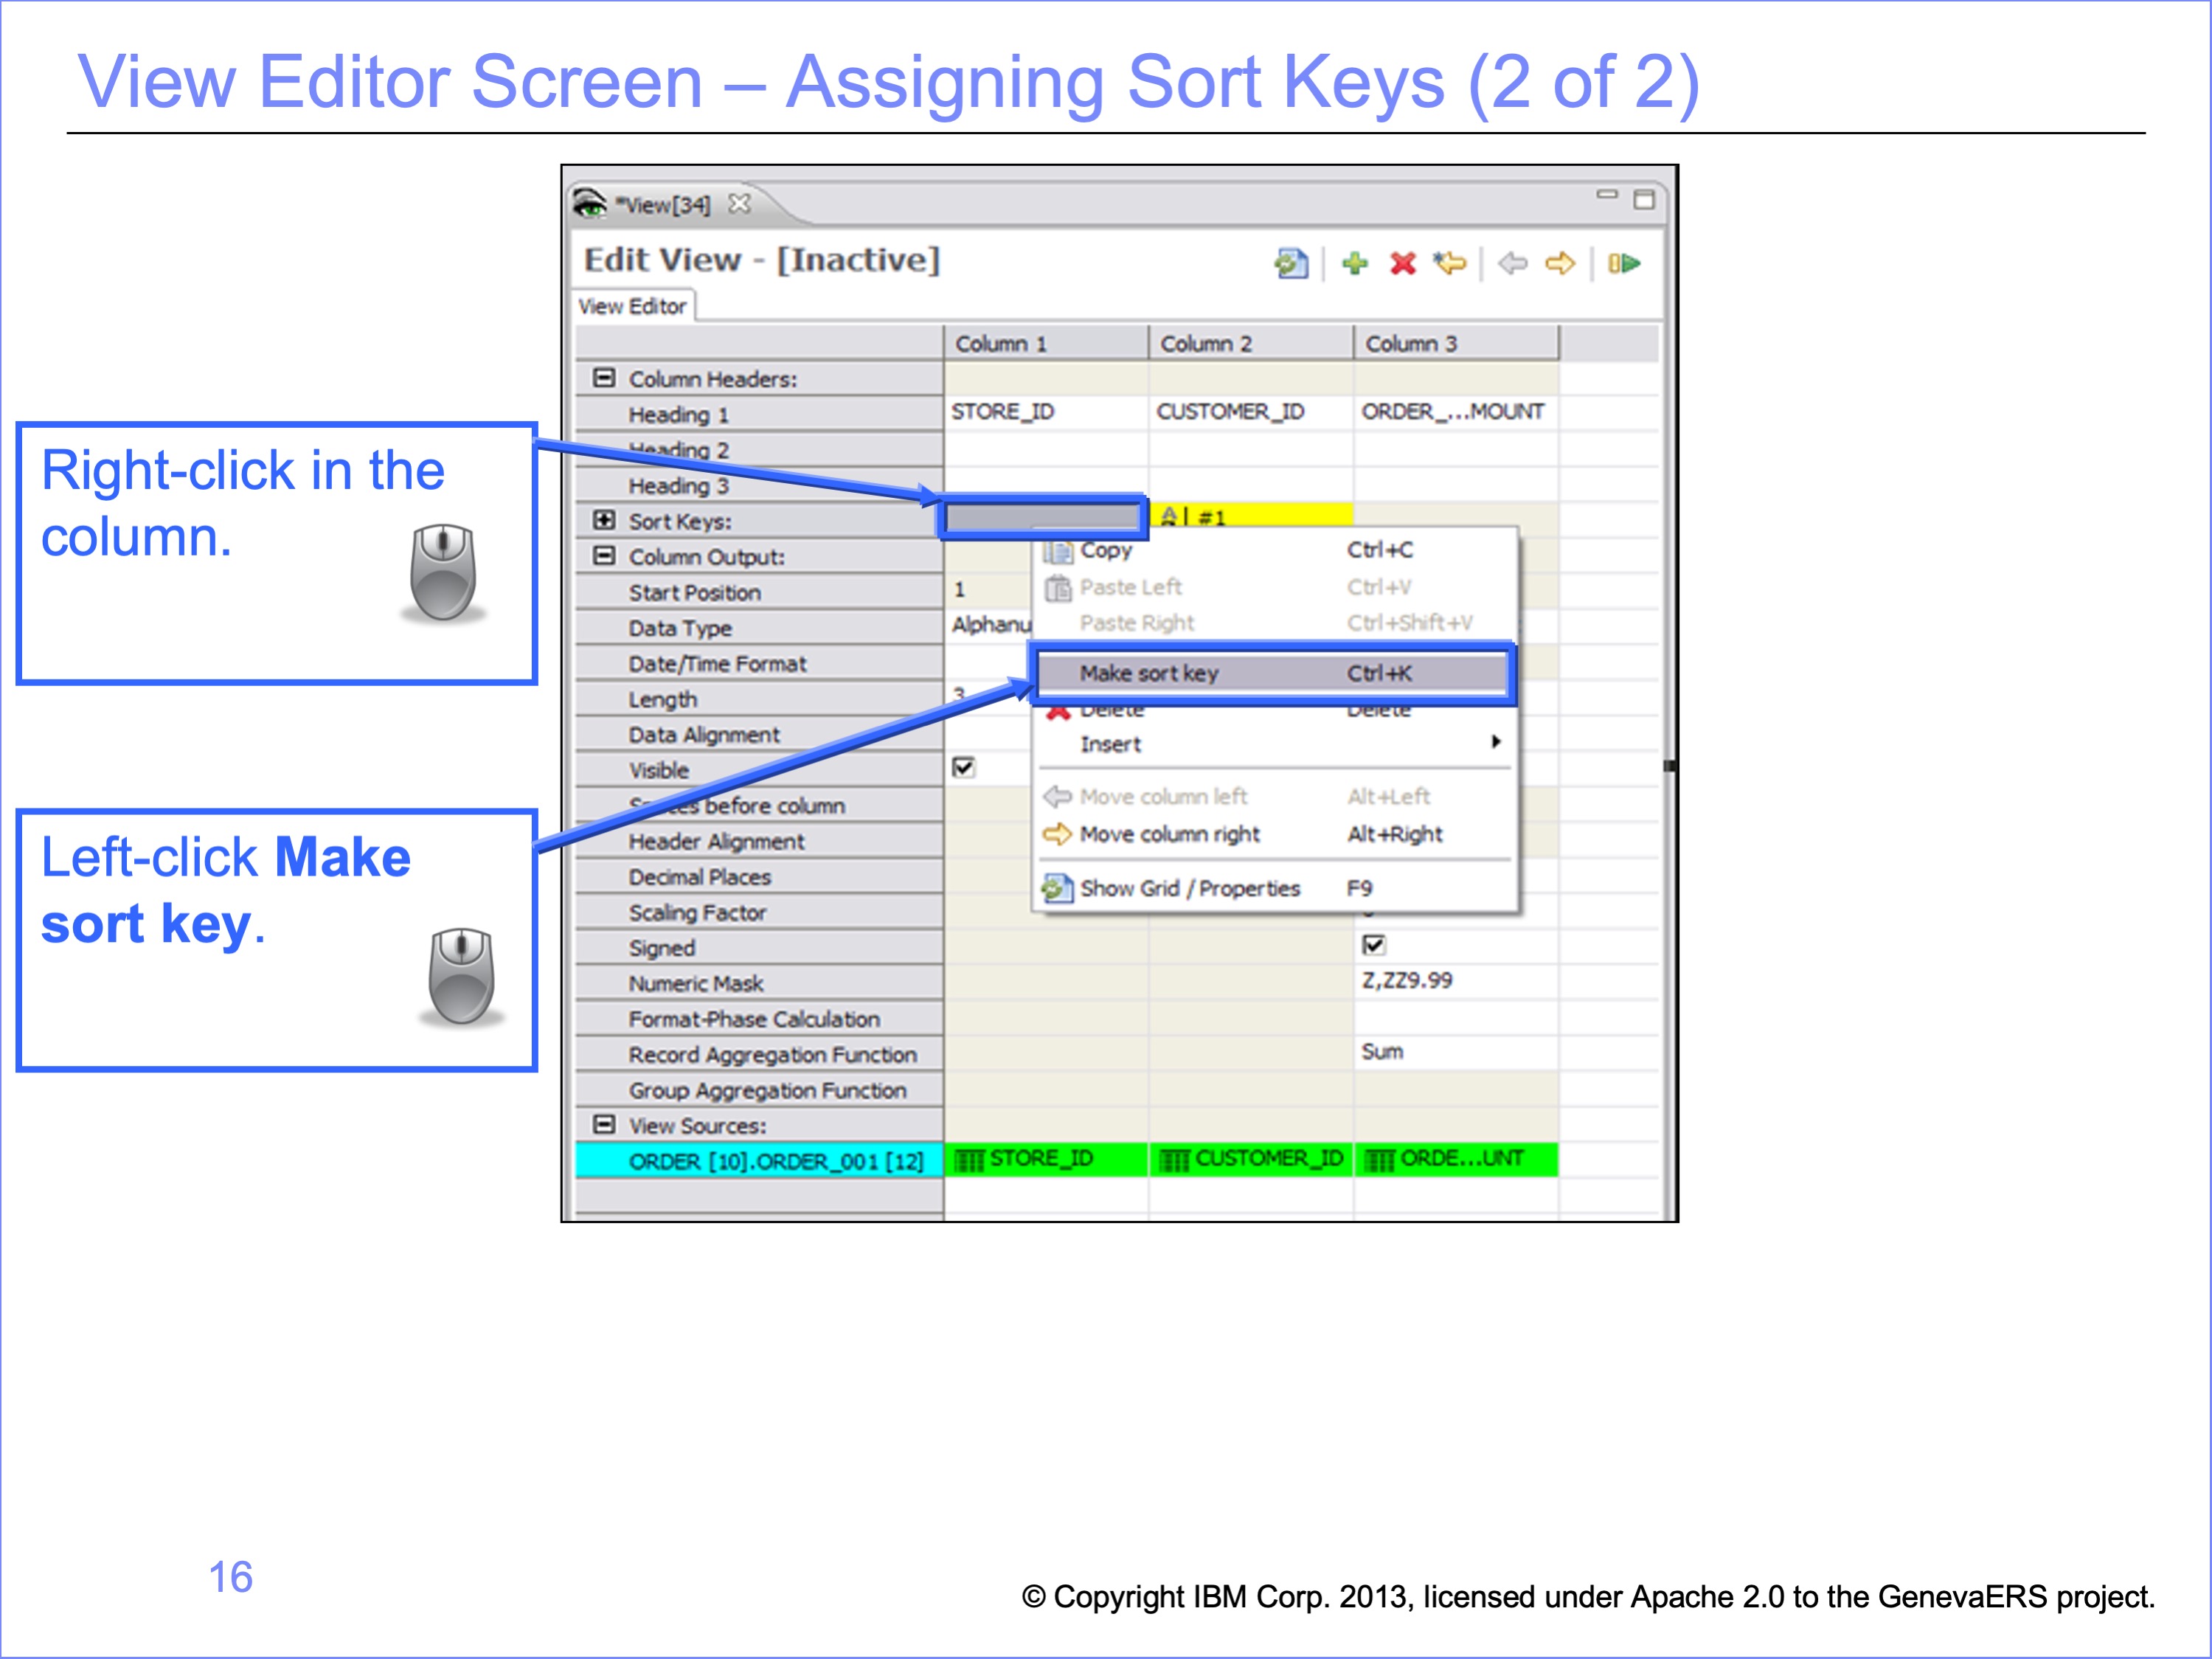 View Editor Screen – Assigning Sort Keys (2 of 2)
*View[34]
Edit View - [Inactive]
View Editor
Column 1 Column 2 Column 3
Column Headers:
Heading 1 STORE_ID CUSTOMER_ID ORDER_...MOUNT
Heading 2
Heading 3
Sort Keys: A #1
Column Output:
Start Position 1
Data Type Alphanu
Date/Time Format
Length 3
Data Alignment
Visible
Spaces before column
Header Alignment
Decimal Places
Scaling Factor
Signed
Numeric Mask Z,ZZ9.99
Format-Phase Calculation
Record Aggregation Function Sum
Group Aggregation Function
View Sources:
ORDER [10].ORDER_001 [12] STORE_ID CUSTOMER_ID ORDE...UNT
Copy Ctrl+C
Paste Left Ctrl+V
Paste Right Ctrl+Shift+V
Make sort key Ctrl+K
Delete Delete
Insert
Move column left Alt+Left
Move column right Alt+Right
Show Grid / Properties F9
Right-click in the
column.
Left-click Make
sort key.
16
© Copyright IBM Corp. 2013, licensed under Apache 2.0 to the GenevaERS project.